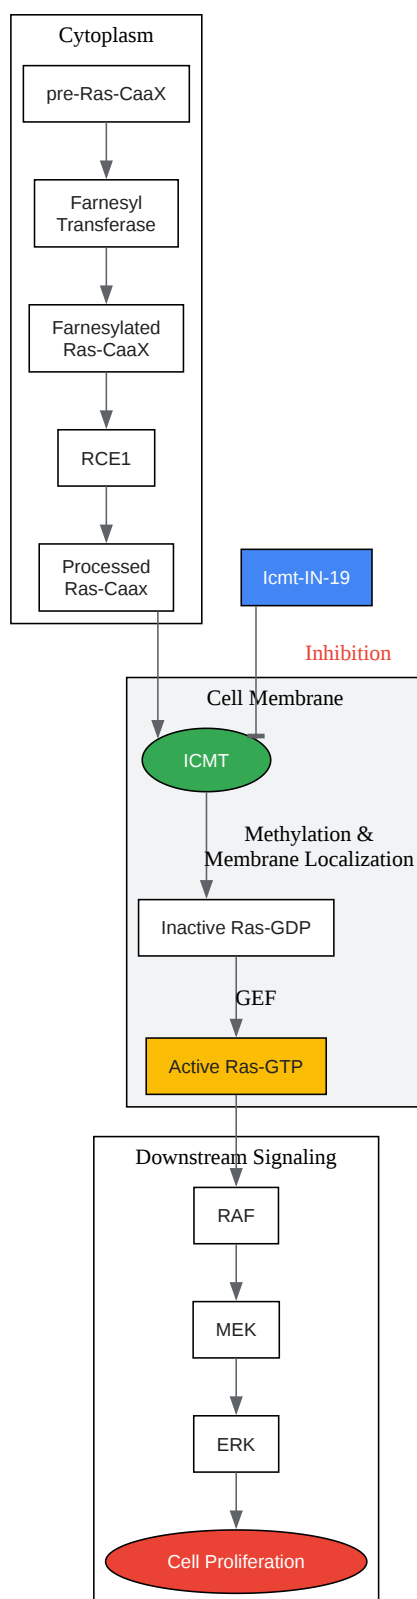 Cytoplasm
pre-Ras-CaaX
Farnesyl
Transferase
Farnesylated
Ras-CaaX
RCE1
Processed
Ras-Caax
Icmt-IN-19
Inhibition
Cell Membrane
ICMT
Methylation &
Membrane Localization
Inactive Ras-GDP
GEF
Active Ras-GTP
Downstream Signaling
RAF
MEK
ERK
Cell Proliferation